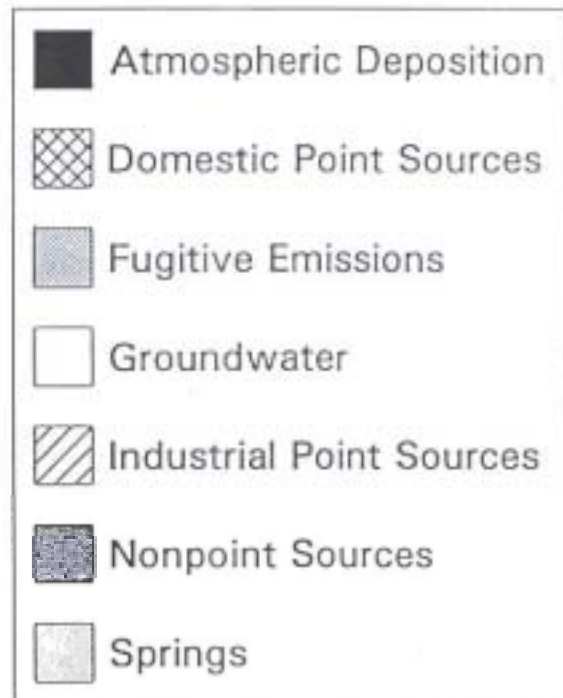 Atmospheric Deposition
Domestic Point Sources
Fugitive Emissions
Groundwater
Industrial Point Sources
Nonpoint Sources
Springs